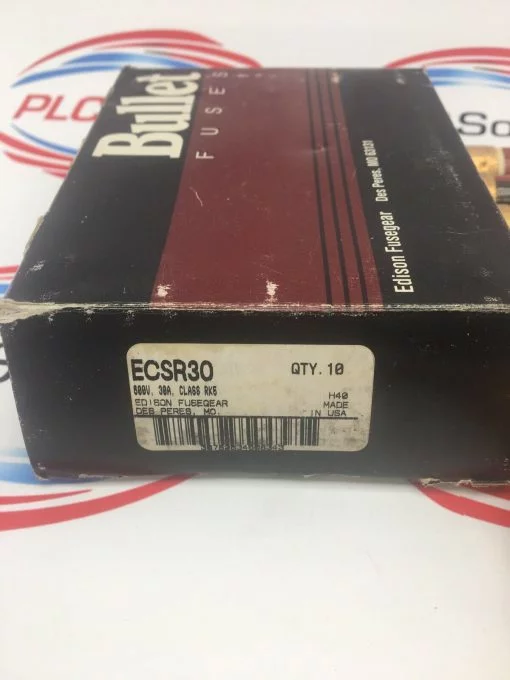 PLC
Bullet
FUSES
So
Edison Fusegear Des Peres, MO 63131
ECSR30 QTY. 10
600V, 30A, CLASS RK5 H40
EDISON FUSEGEAR MADE
DES PERES, MO. IN USA